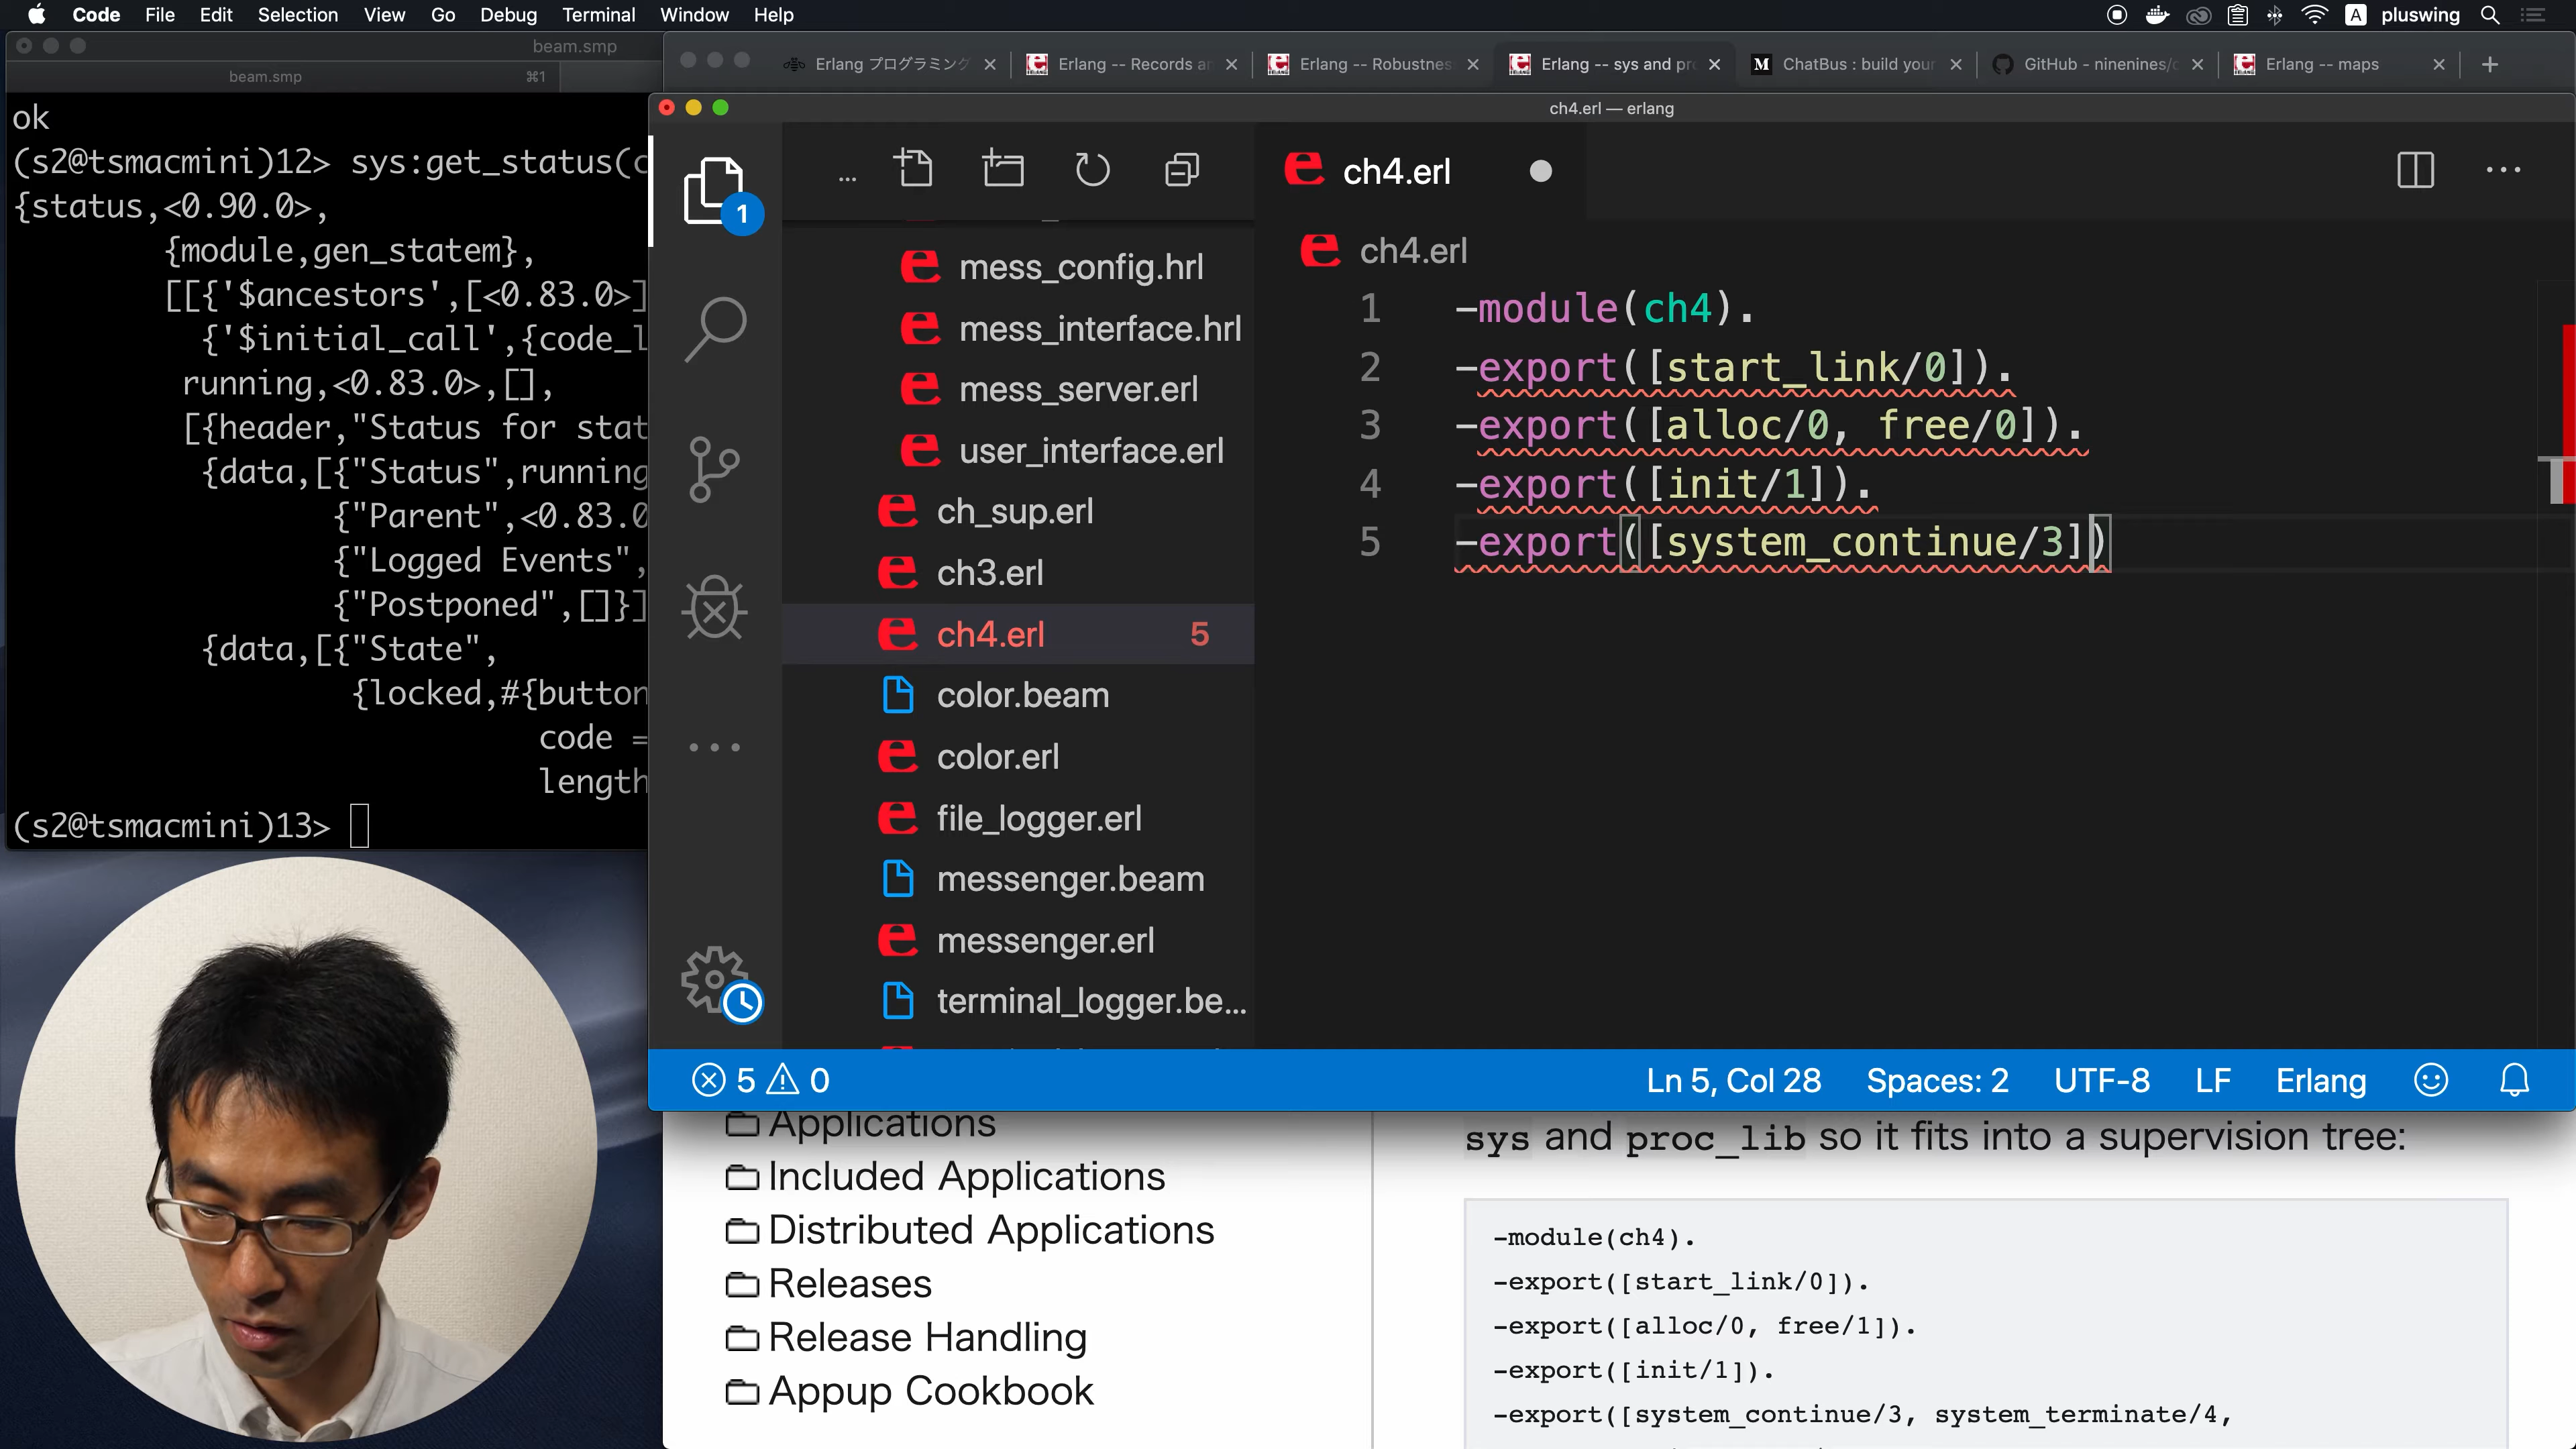 Code File Edit Selection View Go Debug Terminal Window Help
A pluswing
beam.smp
beam.smp ⌘1
ok
(s2@tsmacmini)12> sys:get_status(c
{status,<0.90.0>,
{module,gen_statem},
[[{'$ancestors',[<0.83.0>]
{'$initial_call',{code_l
running,<0.83.0>,[],
[{header,"Status for stat
{data,[{"Status",running
{"Parent",<0.83.0
{"Logged Events",
{"Postponed",[]}]
{data,[{"State",
{locked,#{button
code =
length
(s2@tsmacmini)13>
Erlang プログラミング
Erlang -- Records a
Erlang -- Robustnes
Erlang -- sys and pr
M ChatBus : build your
GitHub - ninenines/
Erlang -- maps
ch4.erl — erlang
1
mess_config.hrl
mess_interface.hrl
mess_server.erl
user_interface.erl
ch_sup.erl
ch3.erl
ch4.erl 5
color.beam
color.erl
file_logger.erl
messenger.beam
messenger.erl
terminal_logger.be...
ch4.erl
ch4.erl
1 -module(ch4).
2 -export([start_link/0]).
3 -export([alloc/0, free/0]).
4 -export([init/1]).
5 -export([system_continue/3])
5 0 Ln 5, Col 28 Spaces: 2 UTF-8 LF Erlang
Applications
Included Applications
Distributed Applications
Releases
Release Handling
Appup Cookbook
sys and proc_lib so it fits into a supervision tree:
-module(ch4).
-export([start_link/0]).
-export([alloc/0, free/1]).
-export([init/1]).
-export([system_continue/3, system_terminate/4,